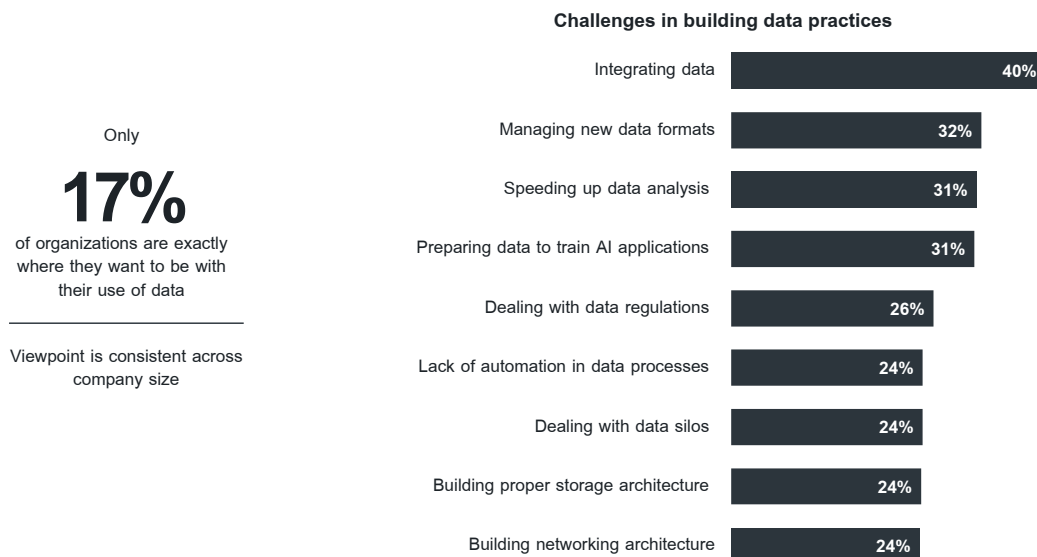 Challenges in building data practices
Only
17%
of organizations are exactly
where they want to be with
their use of data
Viewpoint is consistent across
company size
Integrating data 40%
Managing new data formats 32%
Speeding up data analysis 31%
Preparing data to train AI applications 31%
Dealing with data regulations 26%
Lack of automation in data processes 24%
Dealing with data silos 24%
Building proper storage architecture 24%
Building networking architecture 24%